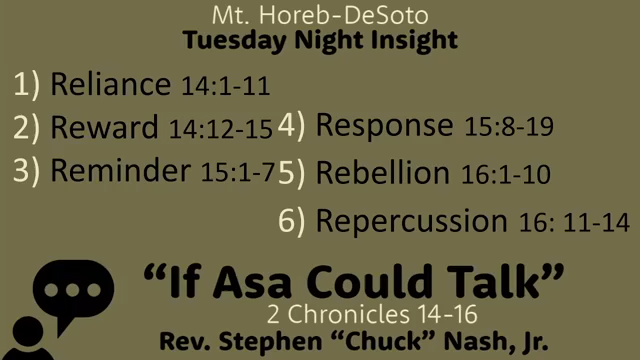 Mt. Horeb-DeSoto
Tuesday Night Insight
1) Reliance 14:1-11
2) Reward 14:12-15
3) Reminder 15:1-7
4) Response 15:8-19
5) Rebellion 16:1-10
6) Repercussion 16: 11-14
“If Asa Could Talk”
2 Chronicles 14-16
Rev. Stephen “Chuck” Nash, Jr.